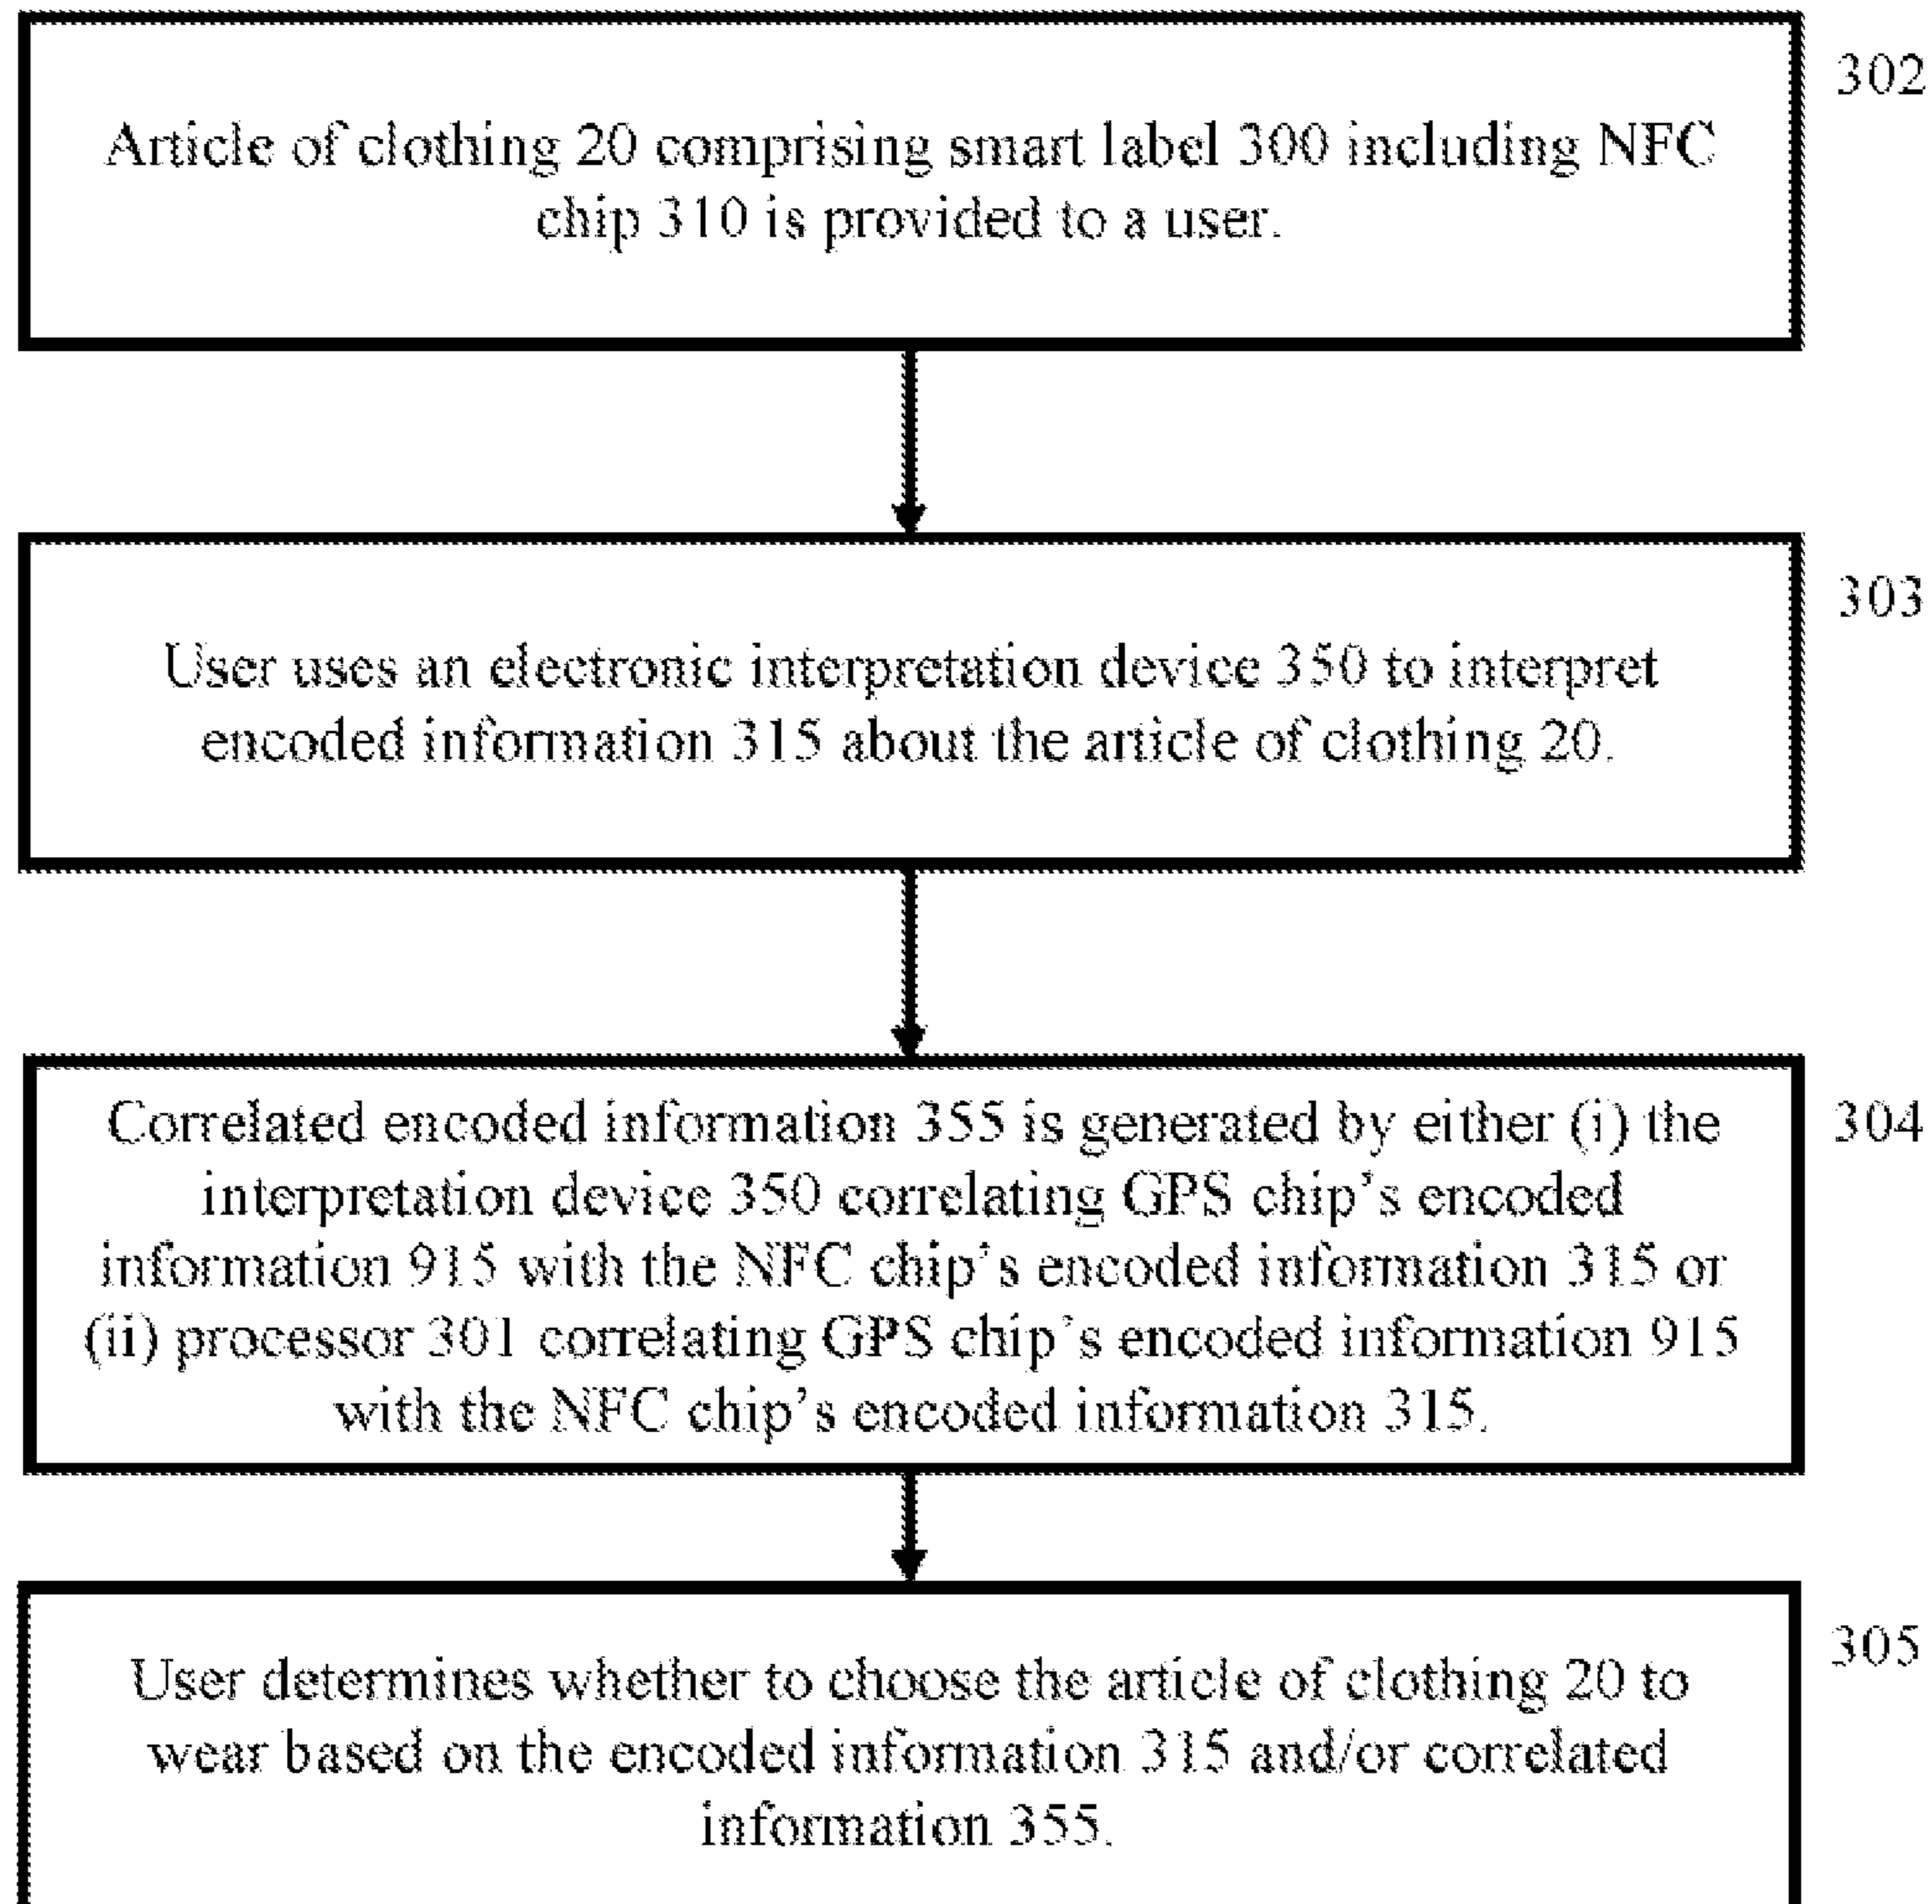 302
Article of clothing 20 comprising smart label 300 including NFC
chip 310 is provided to a user.
303
User uses an electronic interpretation device 350 to interpret
encoded information 315 about the article of clothing 20.
304
Correlated encoded information 355 is generated by either (i) the
interpretation device 350 correlating GPS chip's encoded
information 915 with the NFC chip's encoded information 315 or
(ii) processor 301 correlating GPS chip's encoded information 915
with the NFC chip's encoded information 315.
305
User determines whether to choose the article of clothing 20 to
wear based on the encoded information 315 and/or correlated
information 355.